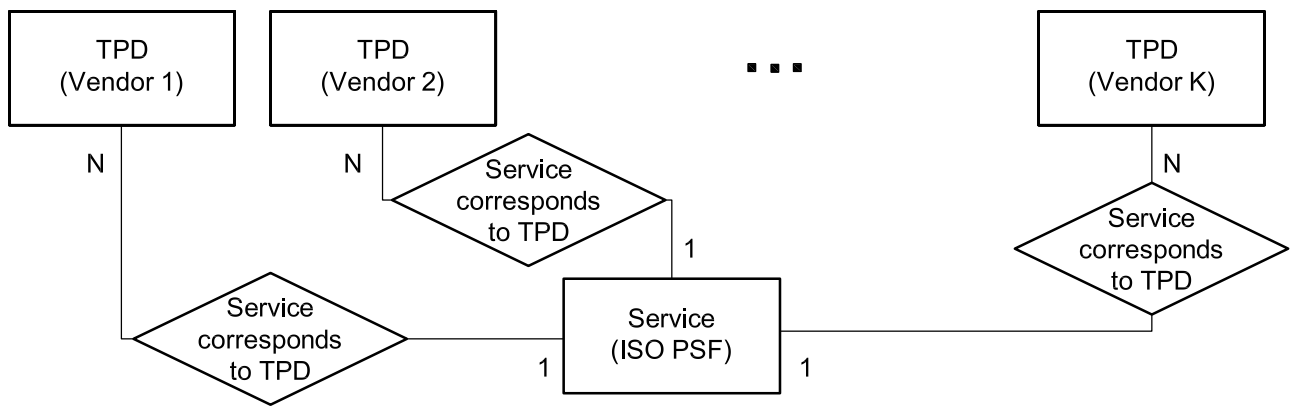 TPD
(Vendor 1)
TPD
(Vendor 2)
...
TPD
(Vendor K)
N
N
N
Service
corresponds
to TPD
Service
corresponds
to TPD
1
Service
corresponds
to TPD
Service
(ISO PSF)
1
1